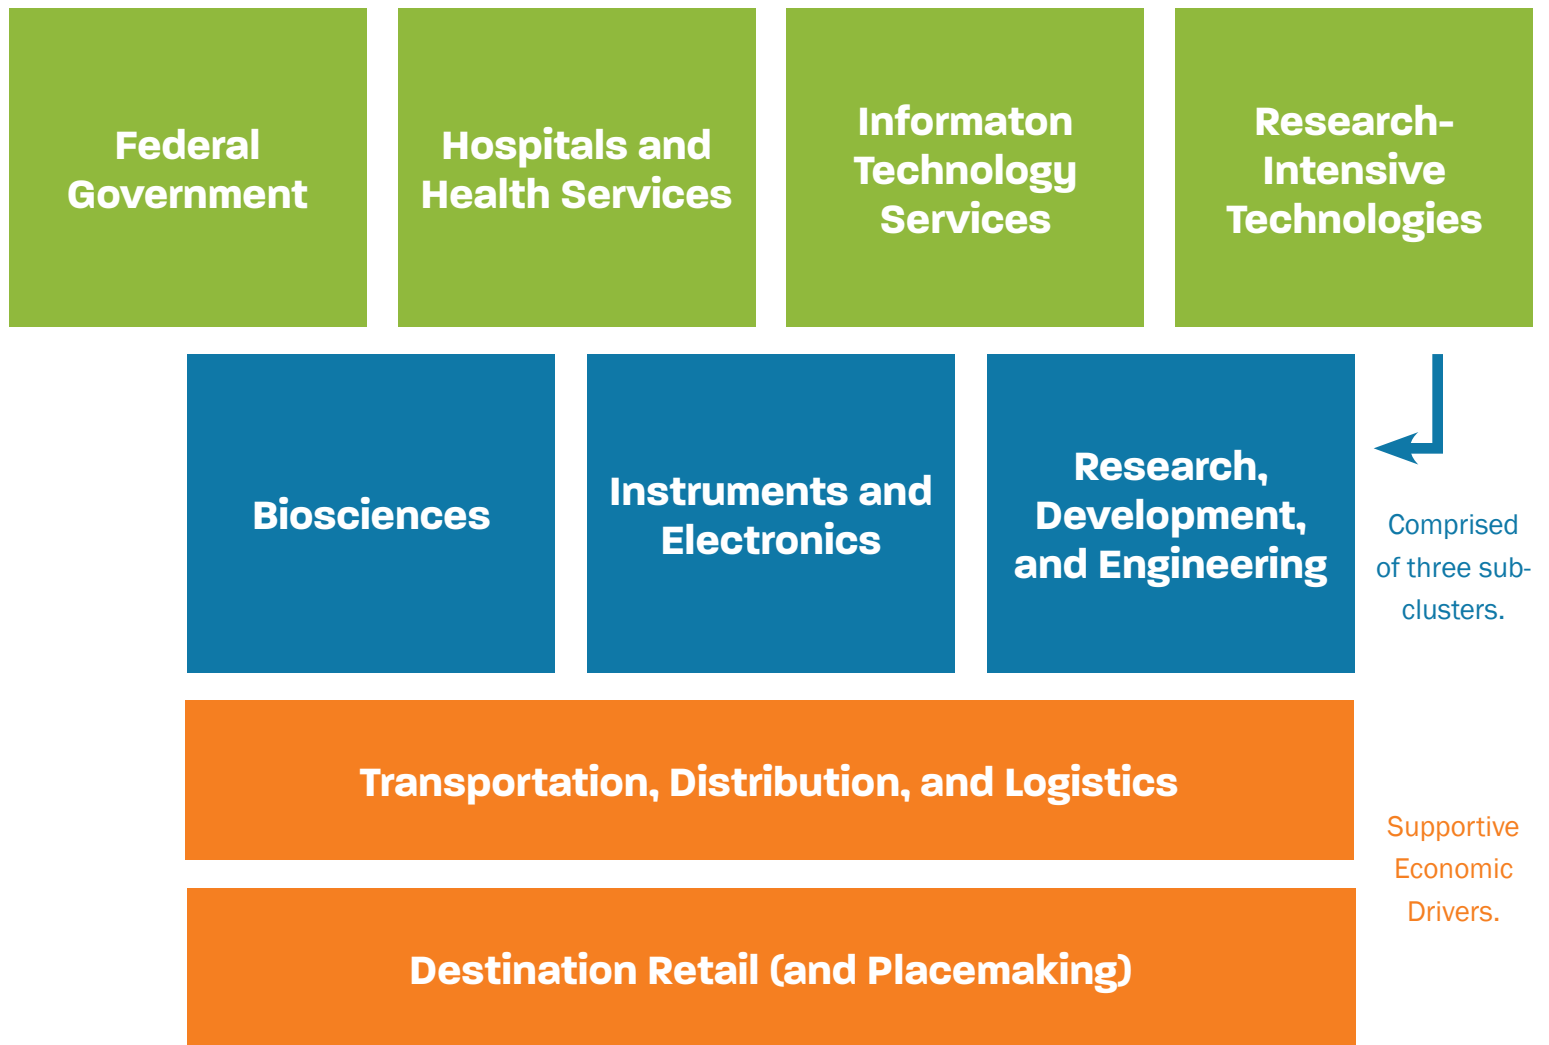 Federal
Government
Hospitals and
Health Services
Informaton
Technology
Services
Research-
Intensive
Technologies
Biosciences
Instruments and
Electronics
Research,
Development,
and Engineering
Comprised
of three sub-
clusters.
Transportation, Distribution, and Logistics
Destination Retail (and Placemaking)
Supportive
Economic
Drivers.